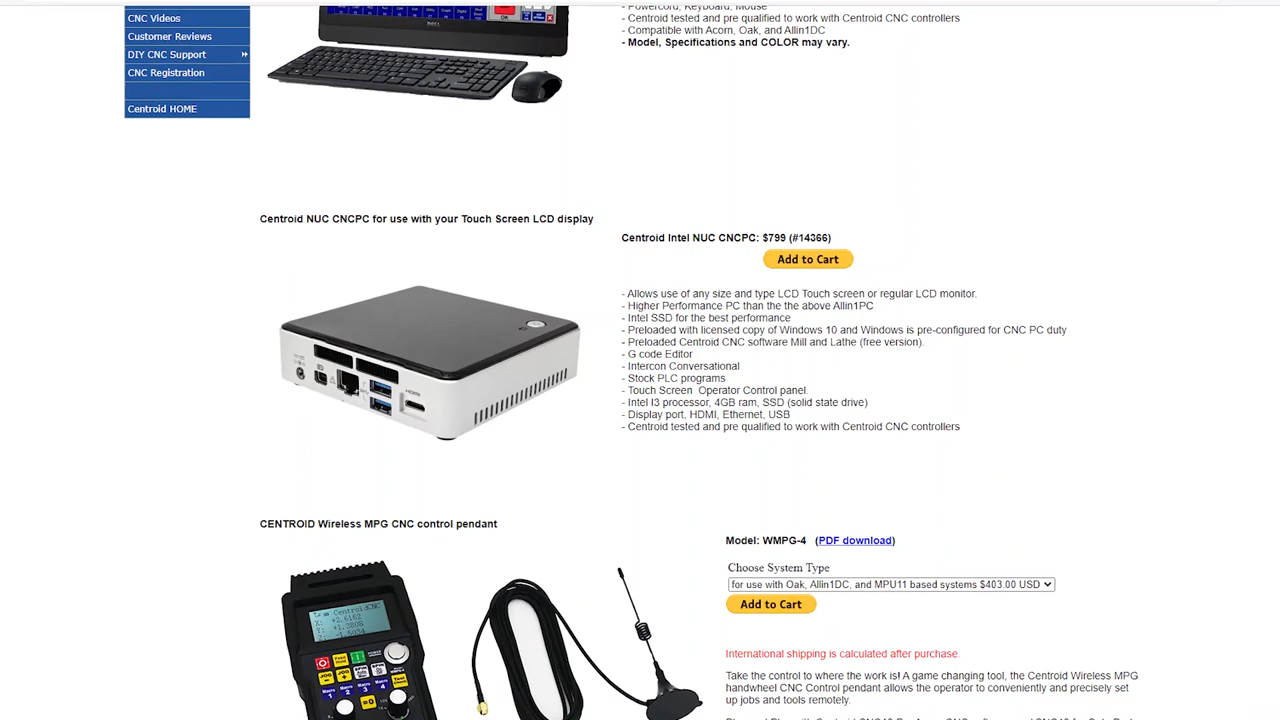 CNC Videos
Customer Reviews
DIY CNC Support
CNC Registration
Centroid HOME
- Powercord, Keyboard, Mouse
- Centroid tested and pre qualified to work with Centroid CNC controllers
- Compatible with Acorn, Oak, and Allin1DC
- Model, Specifications and COLOR may vary.
Centroid NUC CNCPC for use with your Touch Screen LCD display
Centroid Intel NUC CNCPC: $799 (#14366)
Add to Cart
- Allows use of any size and type LCD Touch screen or regular LCD monitor.
- Higher Performance PC than the the above Allin1PC
- Intel SSD for the best performance
- Preloaded with licensed copy of Windows 10 and Windows is pre-configured for CNC PC duty
- Preloaded Centroid CNC software Mill and Lathe (free version).
- G code Editor
- Intercon Conversational
- Stock PLC programs
- Touch Screen Operator Control panel.
- Intel I3 processor, 4GB ram, SSD (solid state drive)
- Display port, HDMI, Ethernet, USB
- Centroid tested and pre qualified to work with Centroid CNC controllers
CENTROID Wireless MPG CNC control pendant
Model: WMPG-4 (PDF download)
Choose System Type
for use with Oak, Allin1DC, and MPU11 based systems $403.00 USD
Add to Cart
International shipping is calculated after purchase.
Take the control to where the work is! A game changing tool, the Centroid Wireless MPG
handwheel CNC Control pendant allows the operator to conveniently and precisely set
up jobs and tools remotely.
CentroidCNC